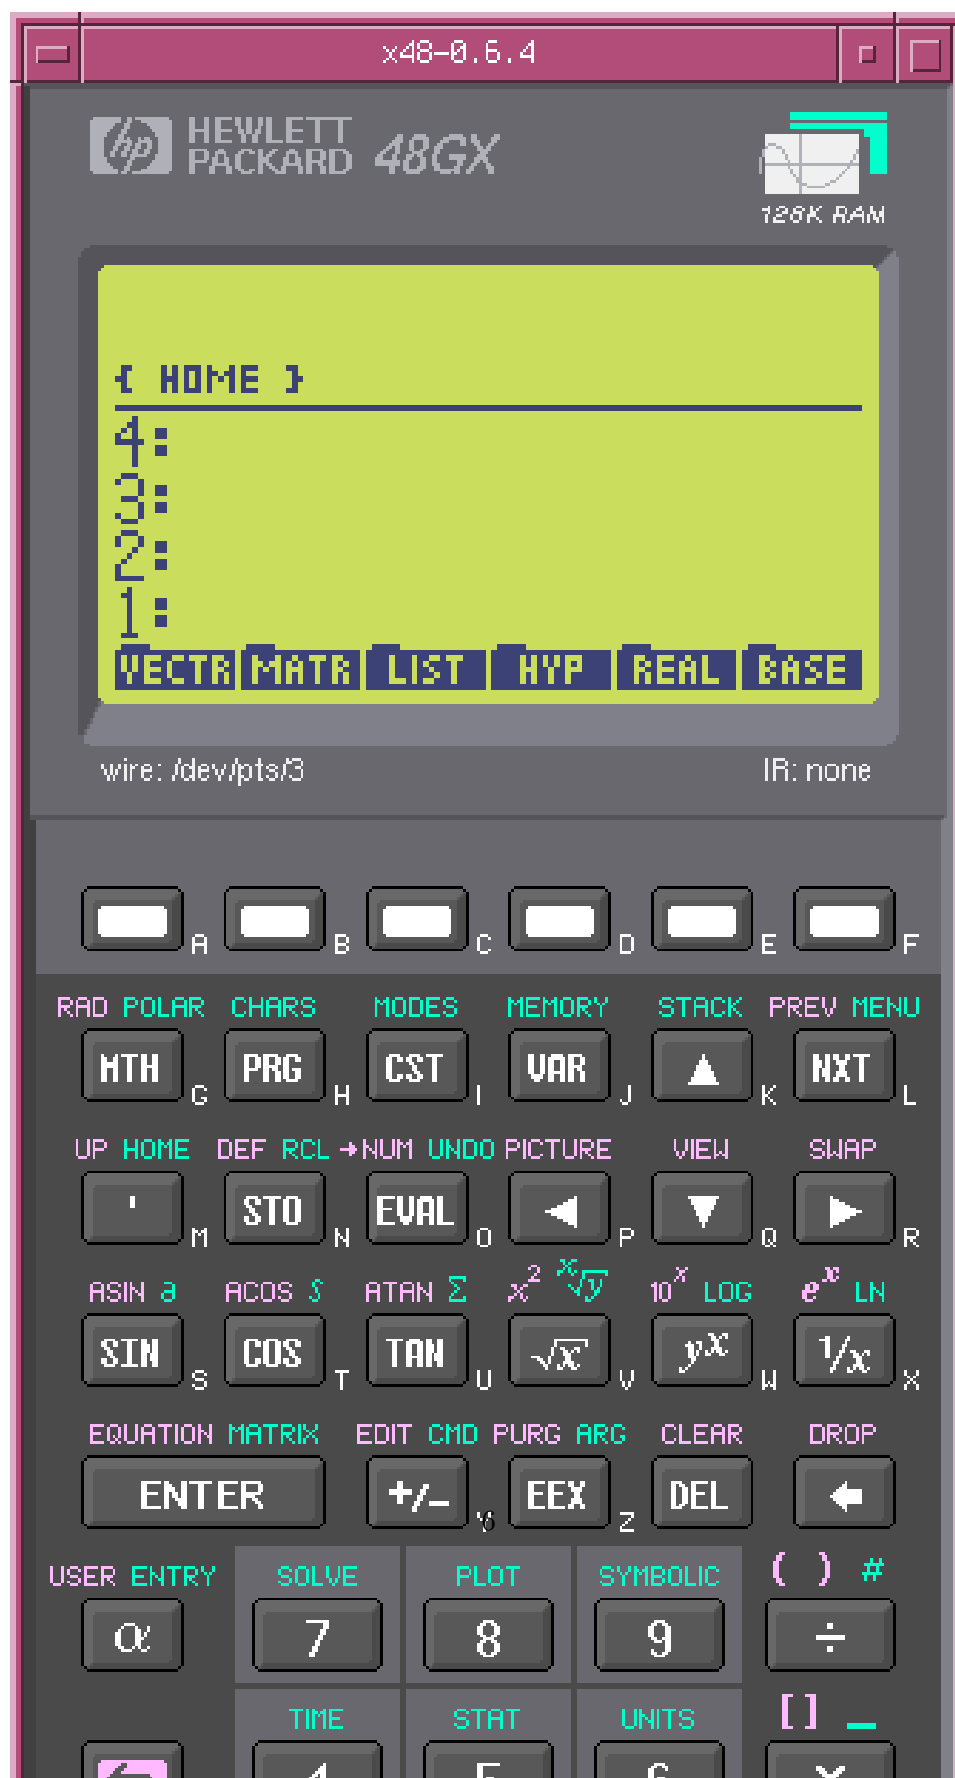 x48-0.6.4
hp HEWLETT PACKARD 48GX
128K RAM
{ HOME }
4:
3:
2:
1:
VECTR MATR LIST HYP REAL BASE
wire: /dev/pts/3 IR: none
A B C D E F
RAD POLAR CHARS MODES MEMORY STACK PREV MENU
MTH G PRG H CST I VAR J ▲ K NXT L
UP HOME DEF RCL →NUM UNDO PICTURE VIEW SWAP
' M STO N EVAL O ◀ P ▼ Q ▶ R
ASIN ∂ ACOS ∫ ATAN Σ x² ˣ√y 10ˣ LOG eˣ LN
SIN S COS T TAN U √x V yˣ W 1/x X
EQUATION MATRIX EDIT CMD PURG ARG CLEAR DROP
ENTER +/− EEX Z DEL ←
USER ENTRY SOLVE PLOT SYMBOLIC ( ) #
α 7 8 9 ÷
TIME STAT UNITS [ ] _